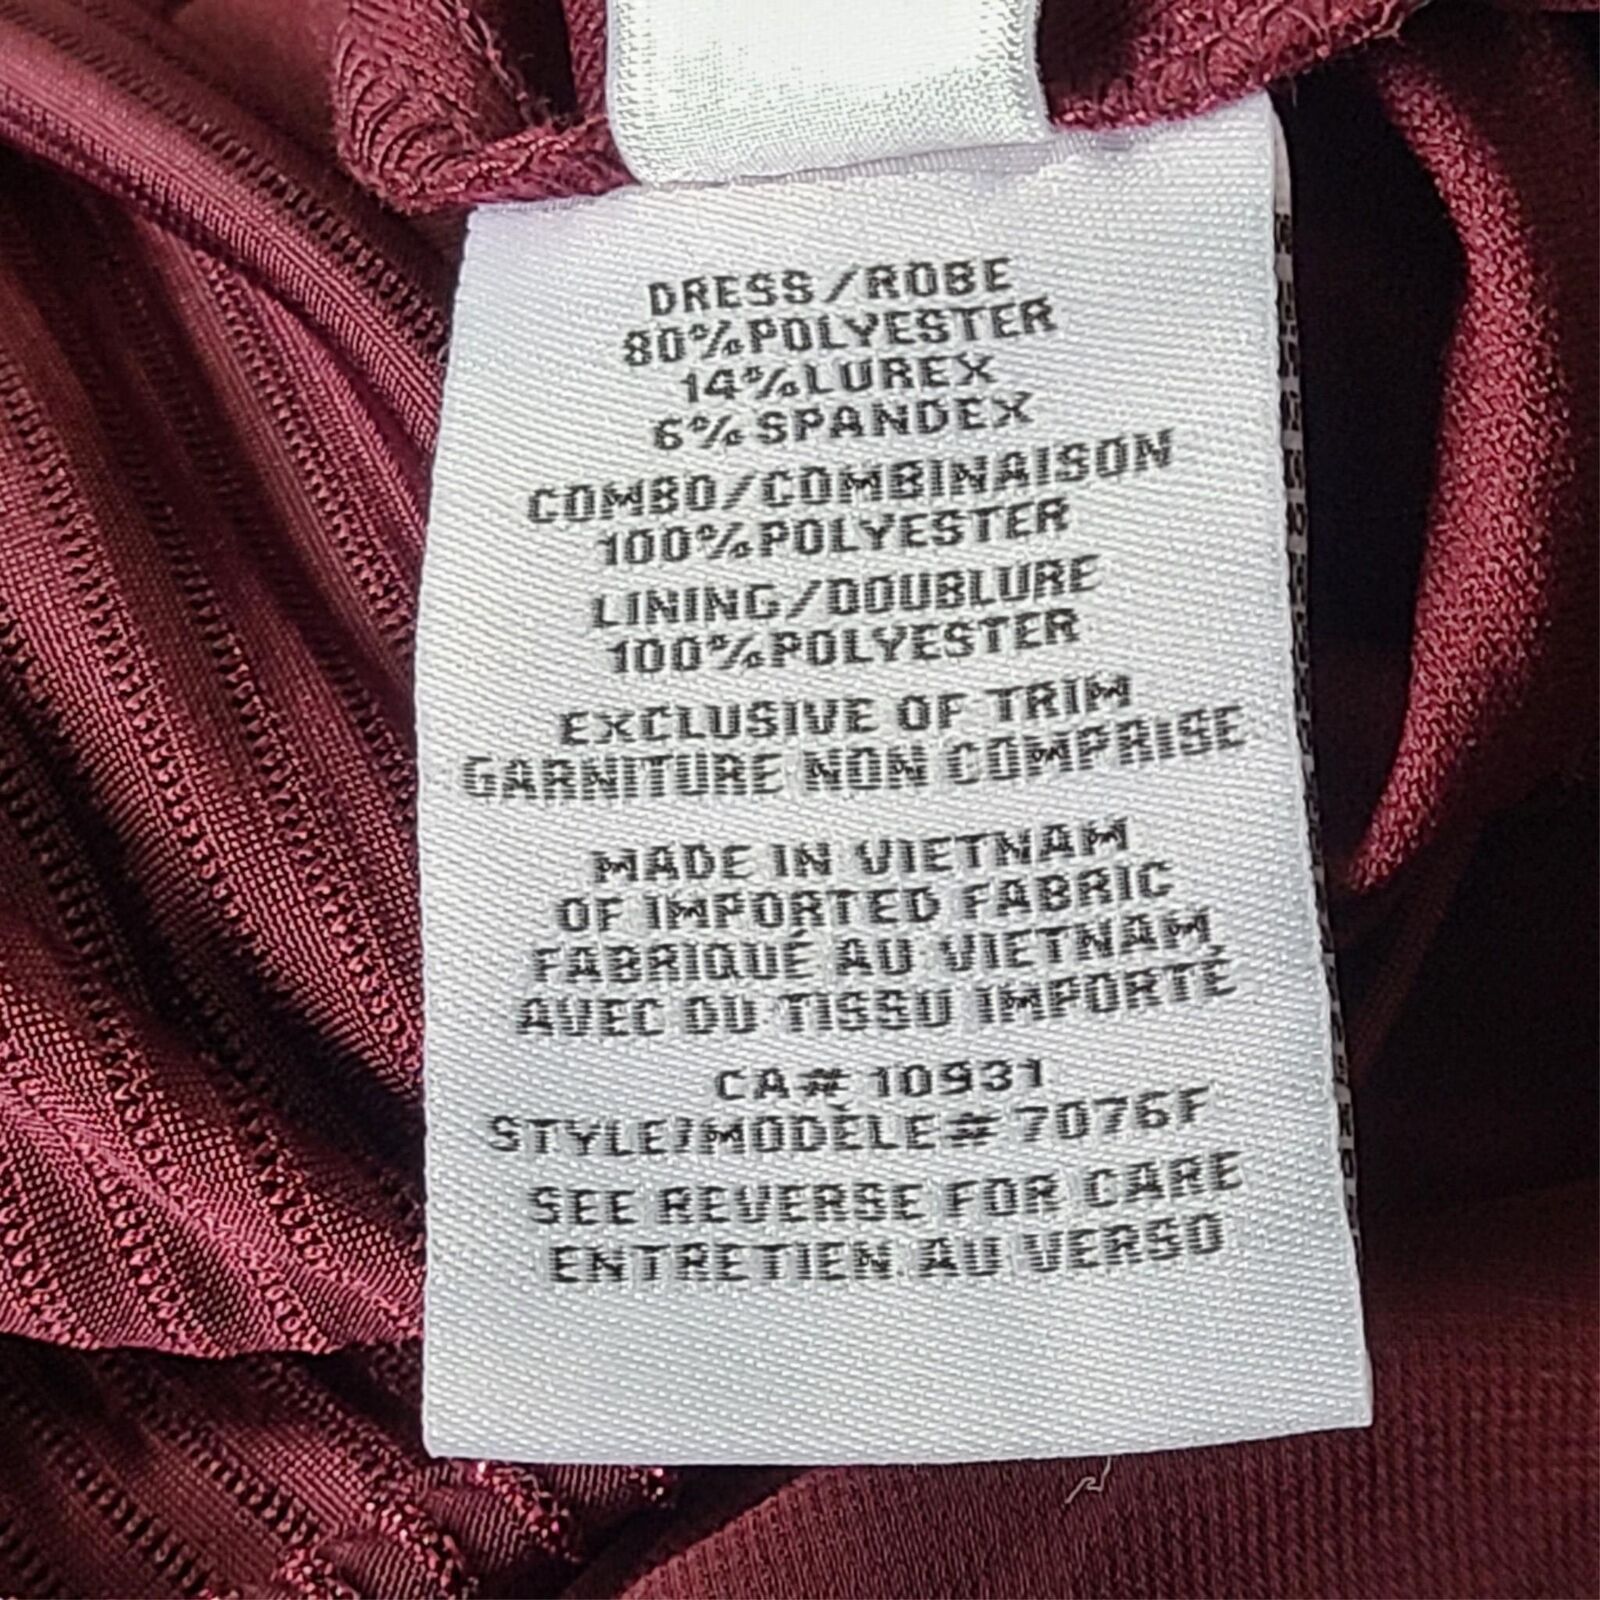 DRESS/ROBE
80%POLYESTER
14%LUREX
6%SPANDEX
COMBO/COMBINAISON
100%POLYESTER
LINING/DOUBLURE
100%POLYESTER
EXCLUSIVE OF TRIM
GARNITURE NON COMPRISE
MADE IN VIETNAM
OF IMPORTED FABRIC
FABRIQUÉ AU VIETNAM,
AVEC DU TISSU IMPORTÉ
CA# 10931
STYLE/MODÈLE# 7076F
SEE REVERSE FOR CARE
ENTRETIEN AU VERSO